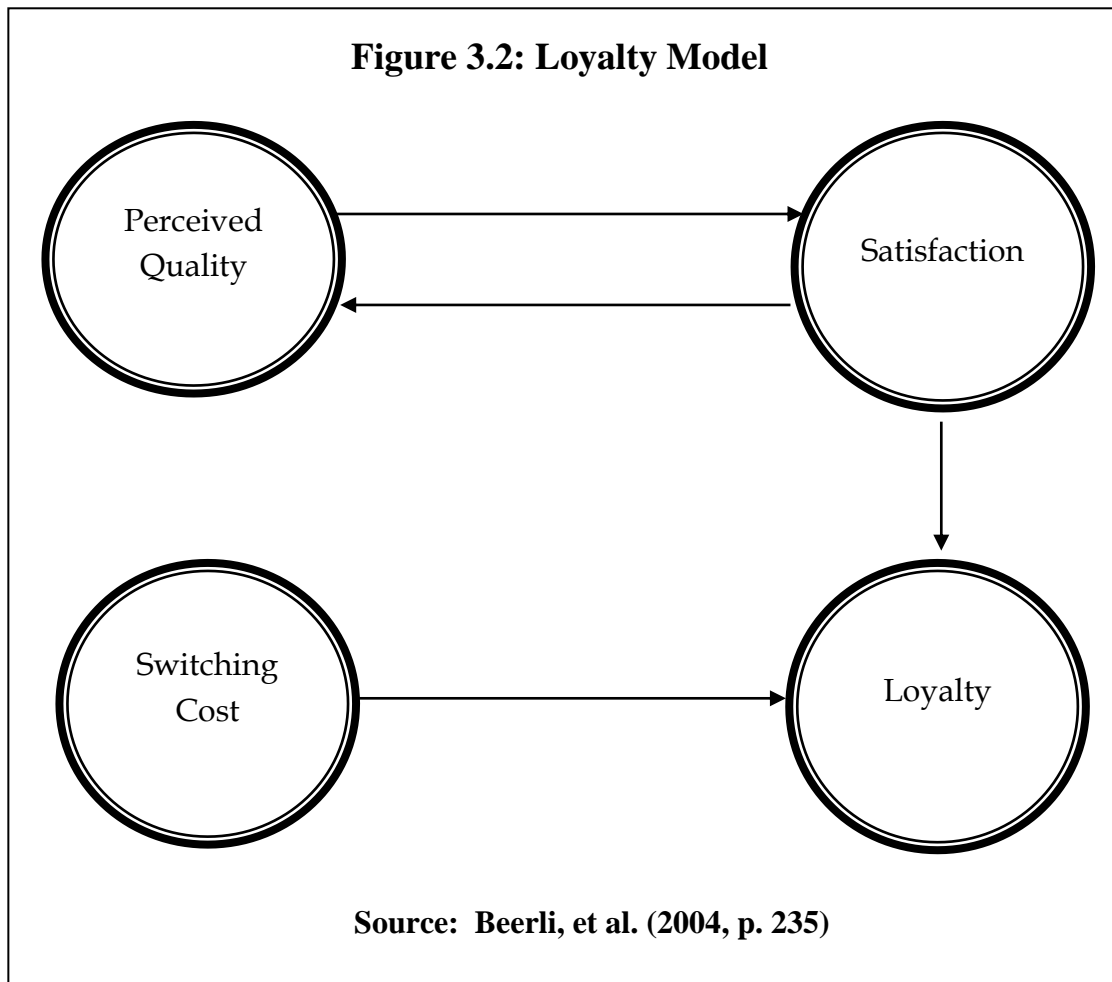 Figure 3.2: Loyalty Model
Perceived
Quality
Satisfaction
Switching
Cost
Loyalty
Source:  Beerli, et al. (2004, p. 235)